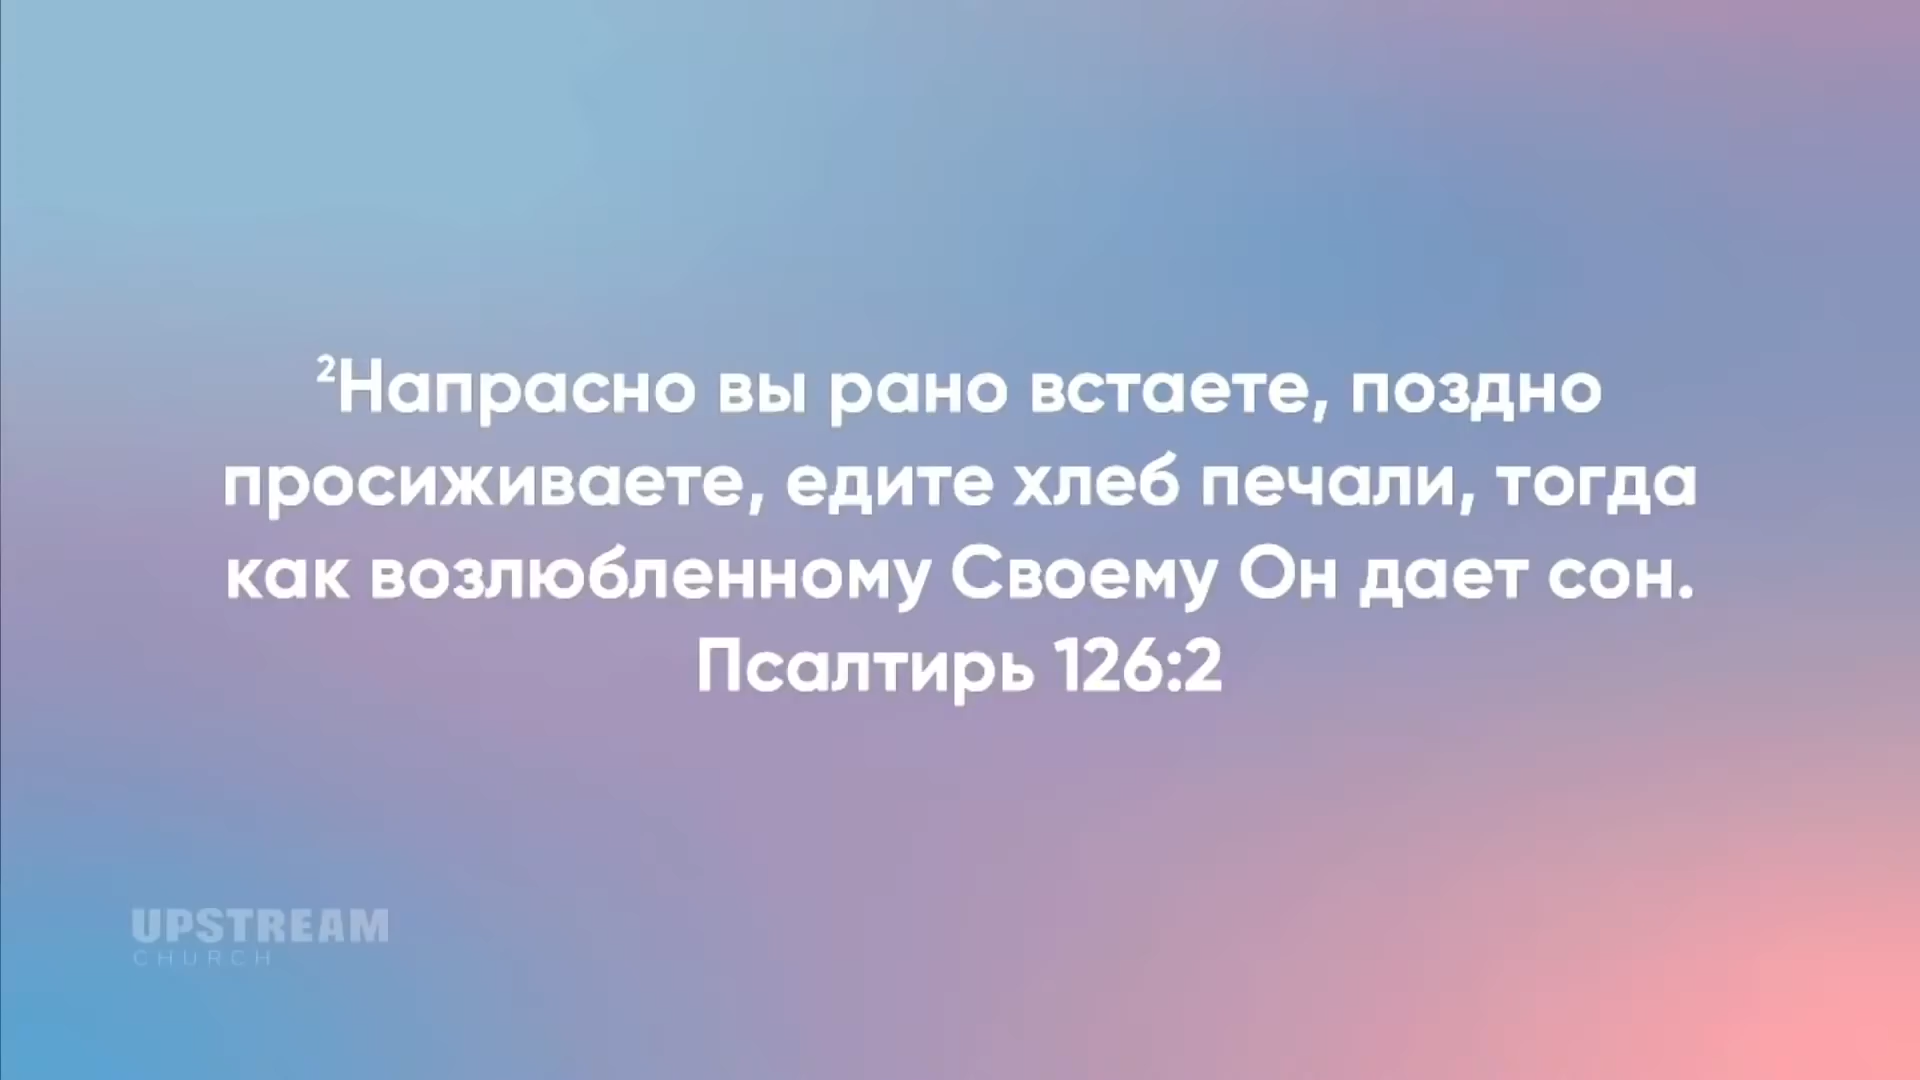 ²Напрасно вы рано встаете, поздно
просиживаете, едите хлеб печали, тогда
как возлюбленному Своему Он дает сон.
Псалтирь 126:2
UPSTREAM
CHURCH